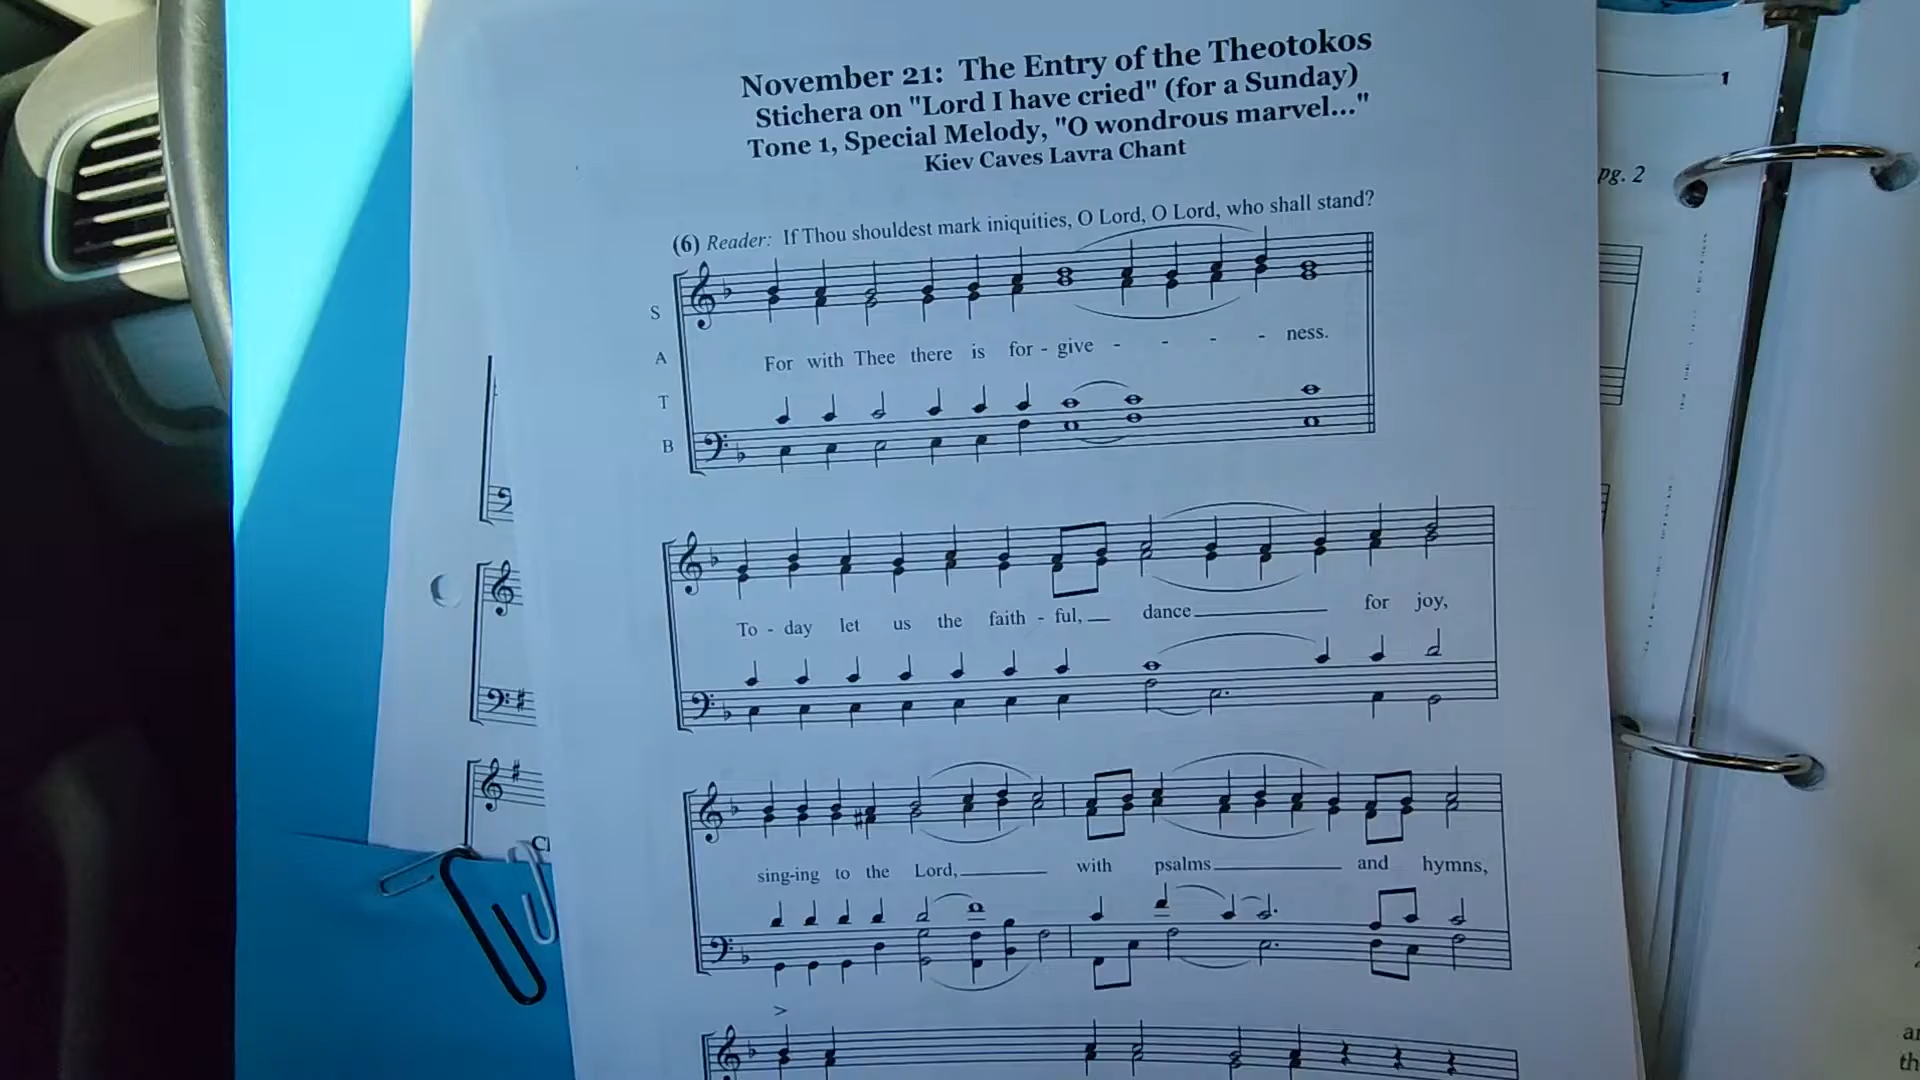 November 21: The Entry of the Theotokos
Stichera on "Lord I have cried" (for a Sunday)
Tone 1, Special Melody, "O wondrous marvel..."
Kiev Caves Lavra Chant
(6) Reader: If Thou shouldest mark iniquities, O Lord, O Lord, who shall stand?
S
A
For with Thee there is for - give - - - - ness.
T
B
To - day let us the faith - ful, dance for joy,
sing-ing to the Lord, with psalms and hymns,
1
pg. 2
th